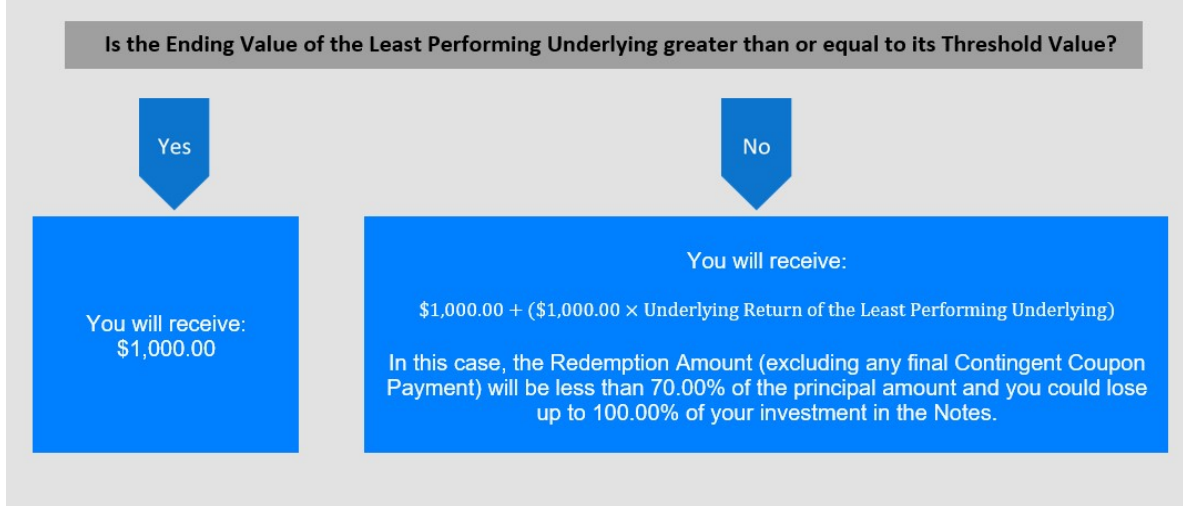 Is the Ending Value of the Least Performing Underlying greater than or equal to its Threshold Value?
Yes
No
You will receive:
$1,000.00
You will receive:
$1,000.00 + ($1,000.00 × Underlying Return of the Least Performing Underlying)
In this case, the Redemption Amount (excluding any final Contingent Coupon
Payment) will be less than 70.00% of the principal amount and you could lose
up to 100.00% of your investment in the Notes.